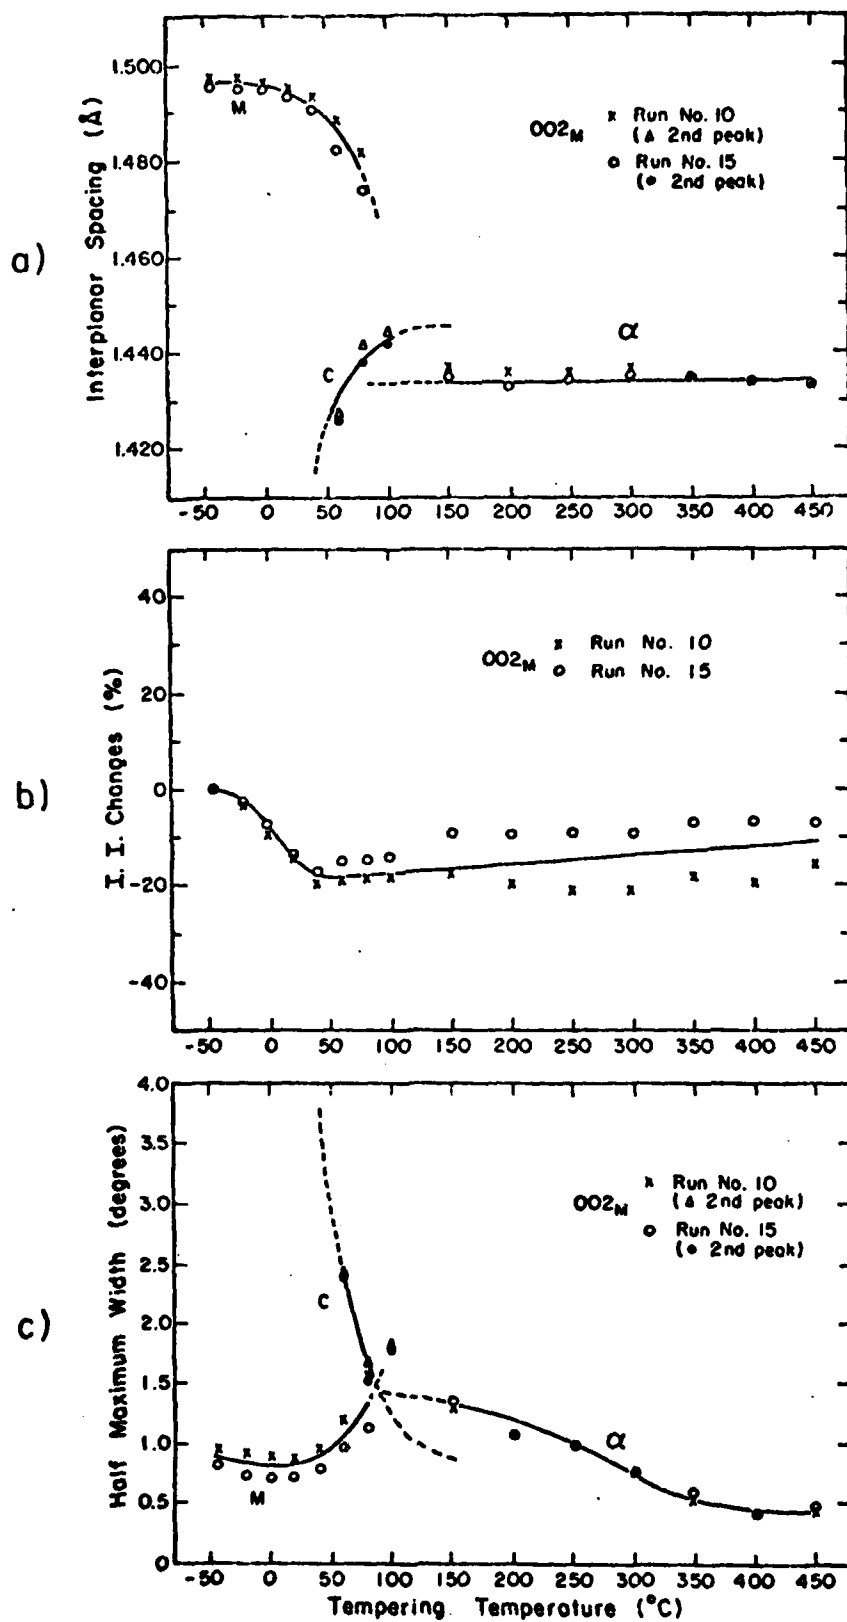 a)
Interplanar Spacing (Å)
1.500
1.480
1.460
1.440
1.420
M
C
α
002M
x Run No. 10
(Δ 2nd peak)
o Run No. 15
(● 2nd peak)
-50 0 50 100 150 200 250 300 350 400 450
b)
I. I. Changes (%)
40
20
0
-20
-40
002M
x Run No. 10
o Run No. 15
-50 0 50 100 150 200 250 300 350 400 450
c)
Half Maximum Width (degrees)
4.0
3.5
3.0
2.5
2.0
1.5
1.0
0.5
0
C
M
α
002M
x Run No. 10
(Δ 2nd peak)
o Run No. 15
(● 2nd peak)
-50 0 50 100 150 200 250 300 350 400 450
Tempering Temperature (°C)